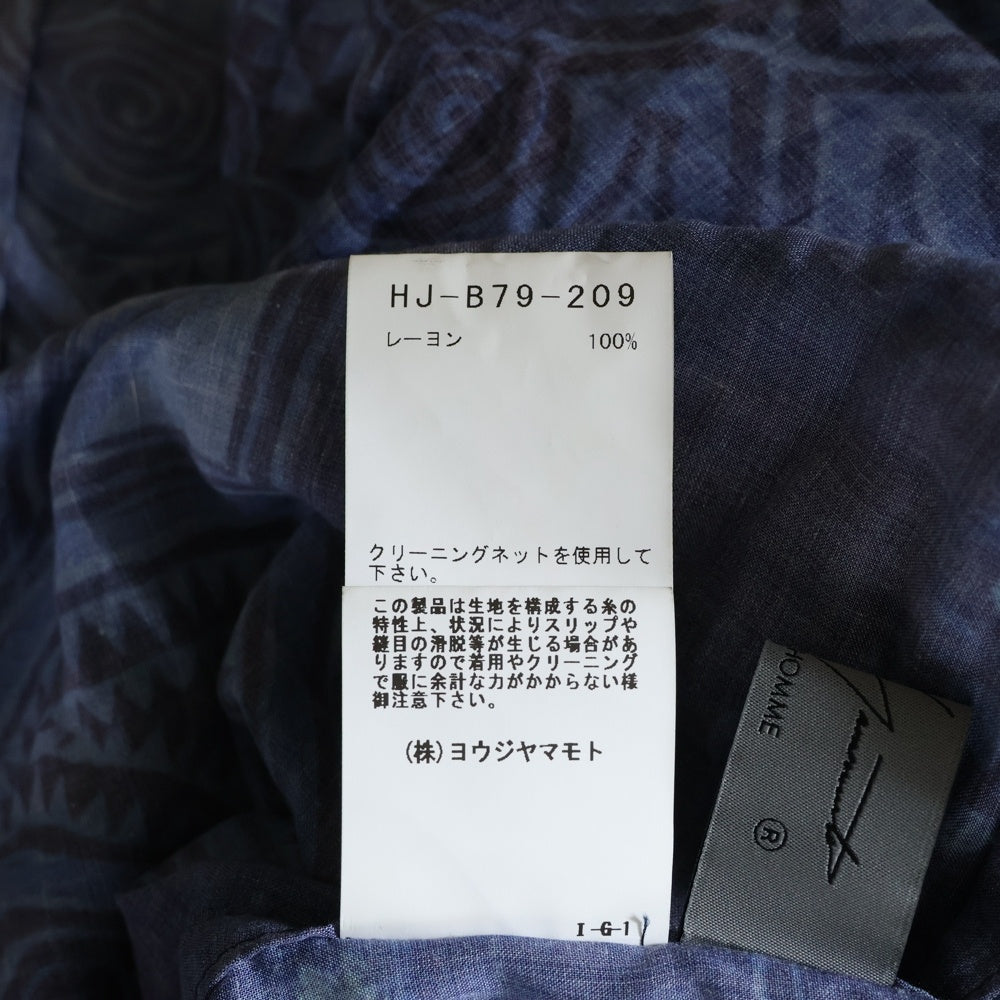 HJ-B79-209
レーヨン 100%
クリーニングネットを使用して
下さい。
この製品は生地を構成する糸の
特性上、状況によりスリップや
縫目の滑脱等が生じる場合があ
りますので着用やクリーニング
で服に余計な力がかからない様
御注意下さい。
(株)ヨウジヤマモト
I-G-1
HOMME
Yamamoto
®